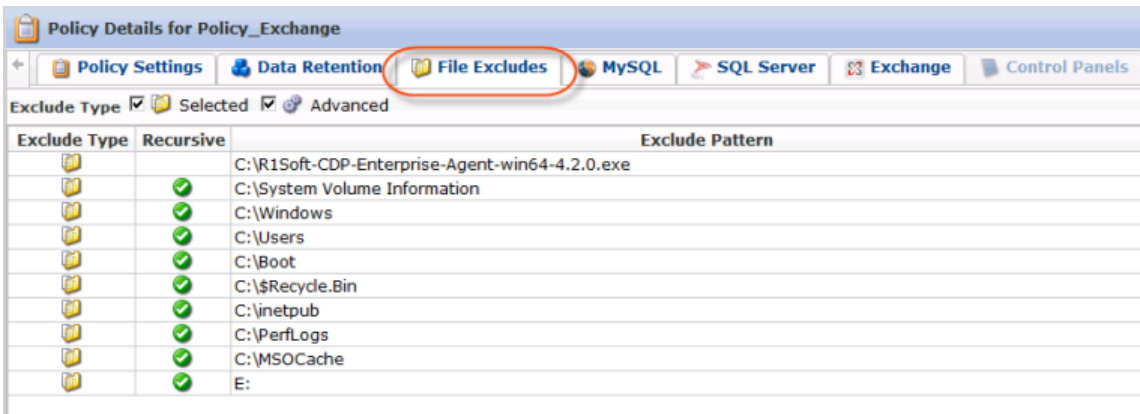 Policy Details for Policy_Exchange
Policy Settings Data Retention File Excludes MySQL SQL Server Exchange Control Panels
Exclude Type Selected Advanced
Exclude Type Recursive Exclude Pattern
C:\R1Soft-CDP-Enterprise-Agent-win64-4.2.0.exe
C:\System Volume Information
C:\Windows
C:\Users
C:\Boot
C:\$Recycle.Bin
C:\inetpub
C:\PerfLogs
C:\MSOCache
E: